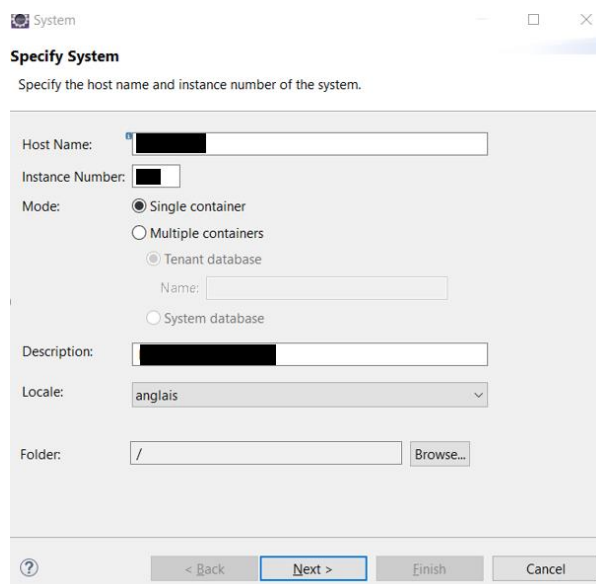 System
Specify System
Specify the host name and instance number of the system.
Host Name:
Instance Number:
Mode:
Single container
Multiple containers
Tenant database
Name:
System database
Description:
Locale:
anglais
Folder:
/
Browse...
?
< Back
Next >
Finish
Cancel